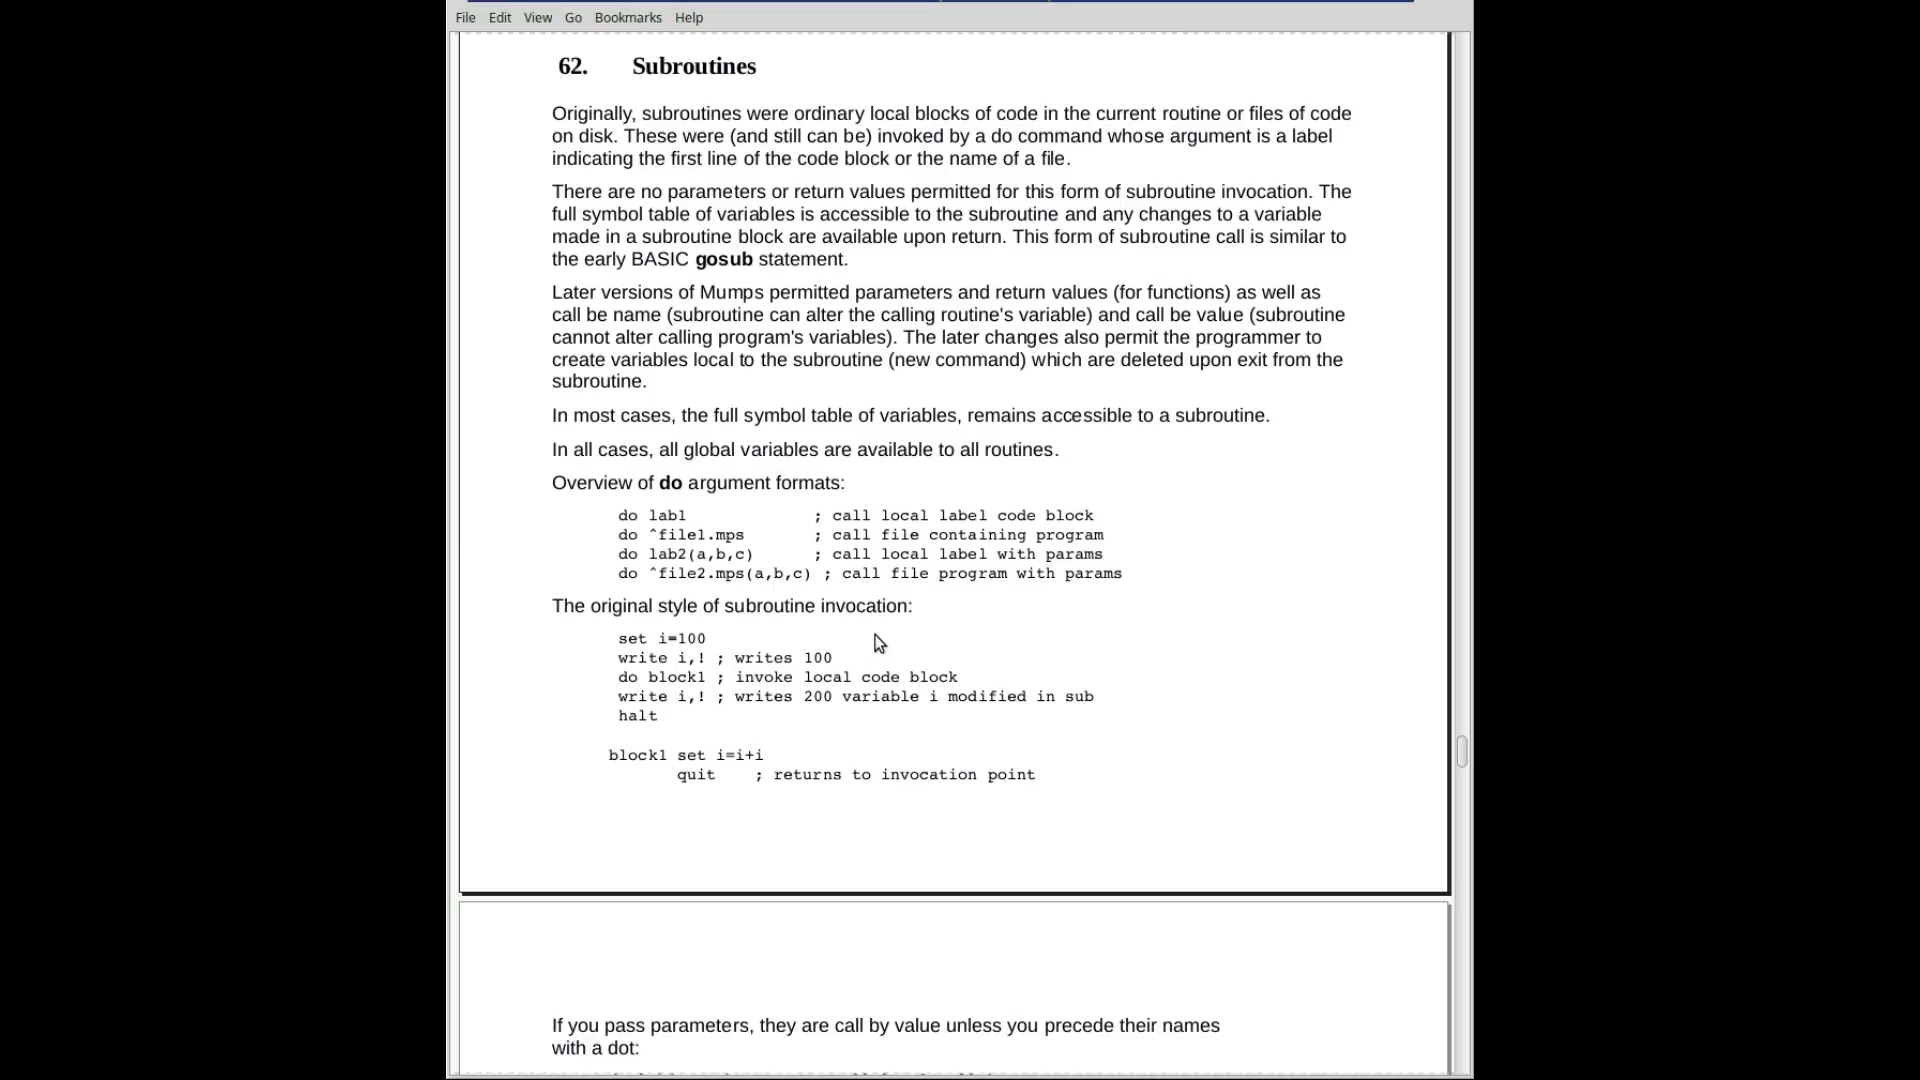 File Edit View Go Bookmarks Help
62. Subroutines
Originally, subroutines were ordinary local blocks of code in the current routine or files of code
on disk. These were (and still can be) invoked by a do command whose argument is a label
indicating the first line of the code block or the name of a file.
There are no parameters or return values permitted for this form of subroutine invocation. The
full symbol table of variables is accessible to the subroutine and any changes to a variable
made in a subroutine block are available upon return. This form of subroutine call is similar to
the early BASIC gosub statement.
Later versions of Mumps permitted parameters and return values (for functions) as well as
call be name (subroutine can alter the calling routine's variable) and call be value (subroutine
cannot alter calling program's variables). The later changes also permit the programmer to
create variables local to the subroutine (new command) which are deleted upon exit from the
subroutine.
In most cases, the full symbol table of variables, remains accessible to a subroutine.
In all cases, all global variables are available to all routines.
Overview of do argument formats:
do lab1 ; call local label code block
do ^file1.mps ; call file containing program
do lab2(a,b,c) ; call local label with params
do ^file2.mps(a,b,c) ; call file program with params
The original style of subroutine invocation:
set i=100
write i,! ; writes 100
do block1 ; invoke local code block
write i,! ; writes 200 variable i modified in sub
halt
block1 set i=i+i
quit ; returns to invocation point
If you pass parameters, they are call by value unless you precede their names
with a dot: